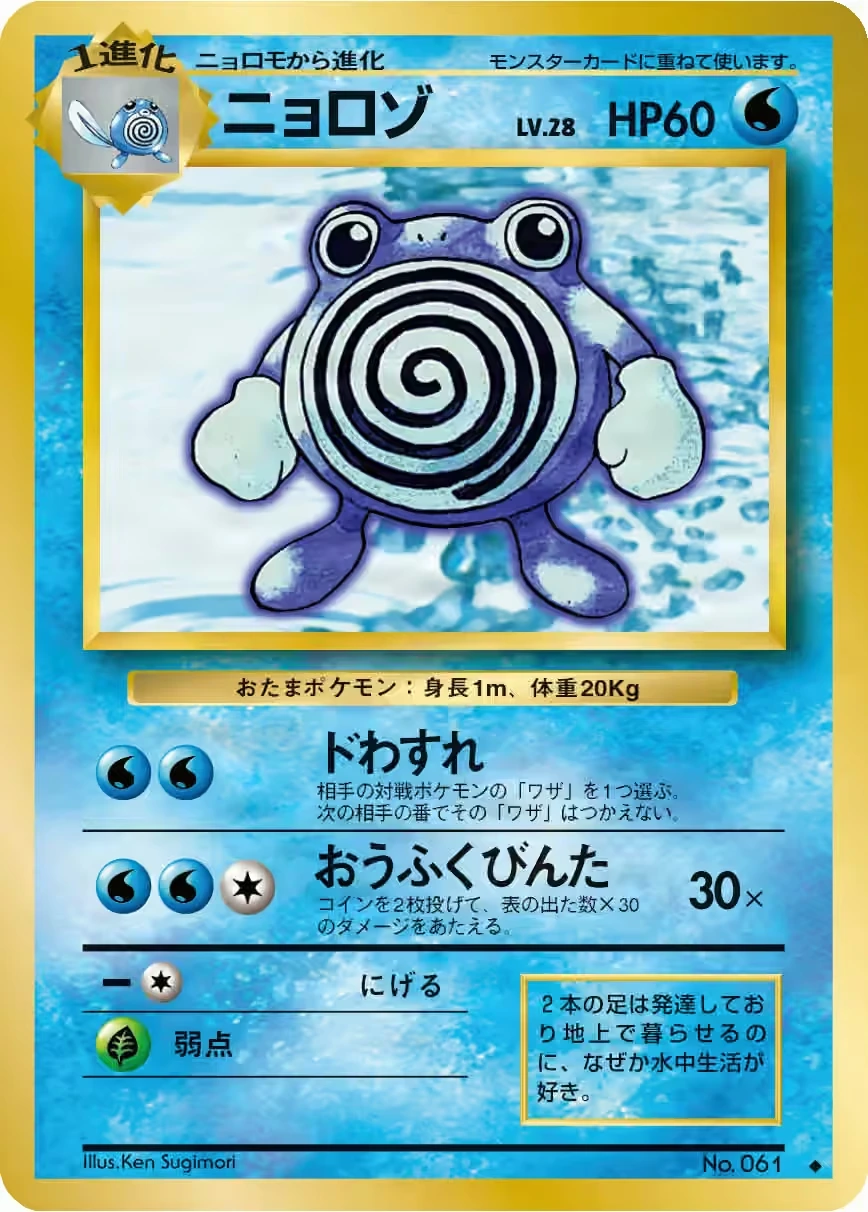 1進化
ニョロモから進化
モンスターカードに重ねて使います。
ニョロゾ
LV.28 HP60
おたまポケモン：身長1m、体重20Kg
ドわすれ
相手の対戦ポケモンの「ワザ」を1つ選ぶ。
次の相手の番でその「ワザ」はつかえない。
おうふくびんた
30×
コインを2枚投げて、表の出た数×30
のダメージをあたえる。
にげる
弱点
2本の足は発達してお
り地上で暮らせるの
に、なぜか水中生活が
好き。
Illus.Ken Sugimori
No. 061